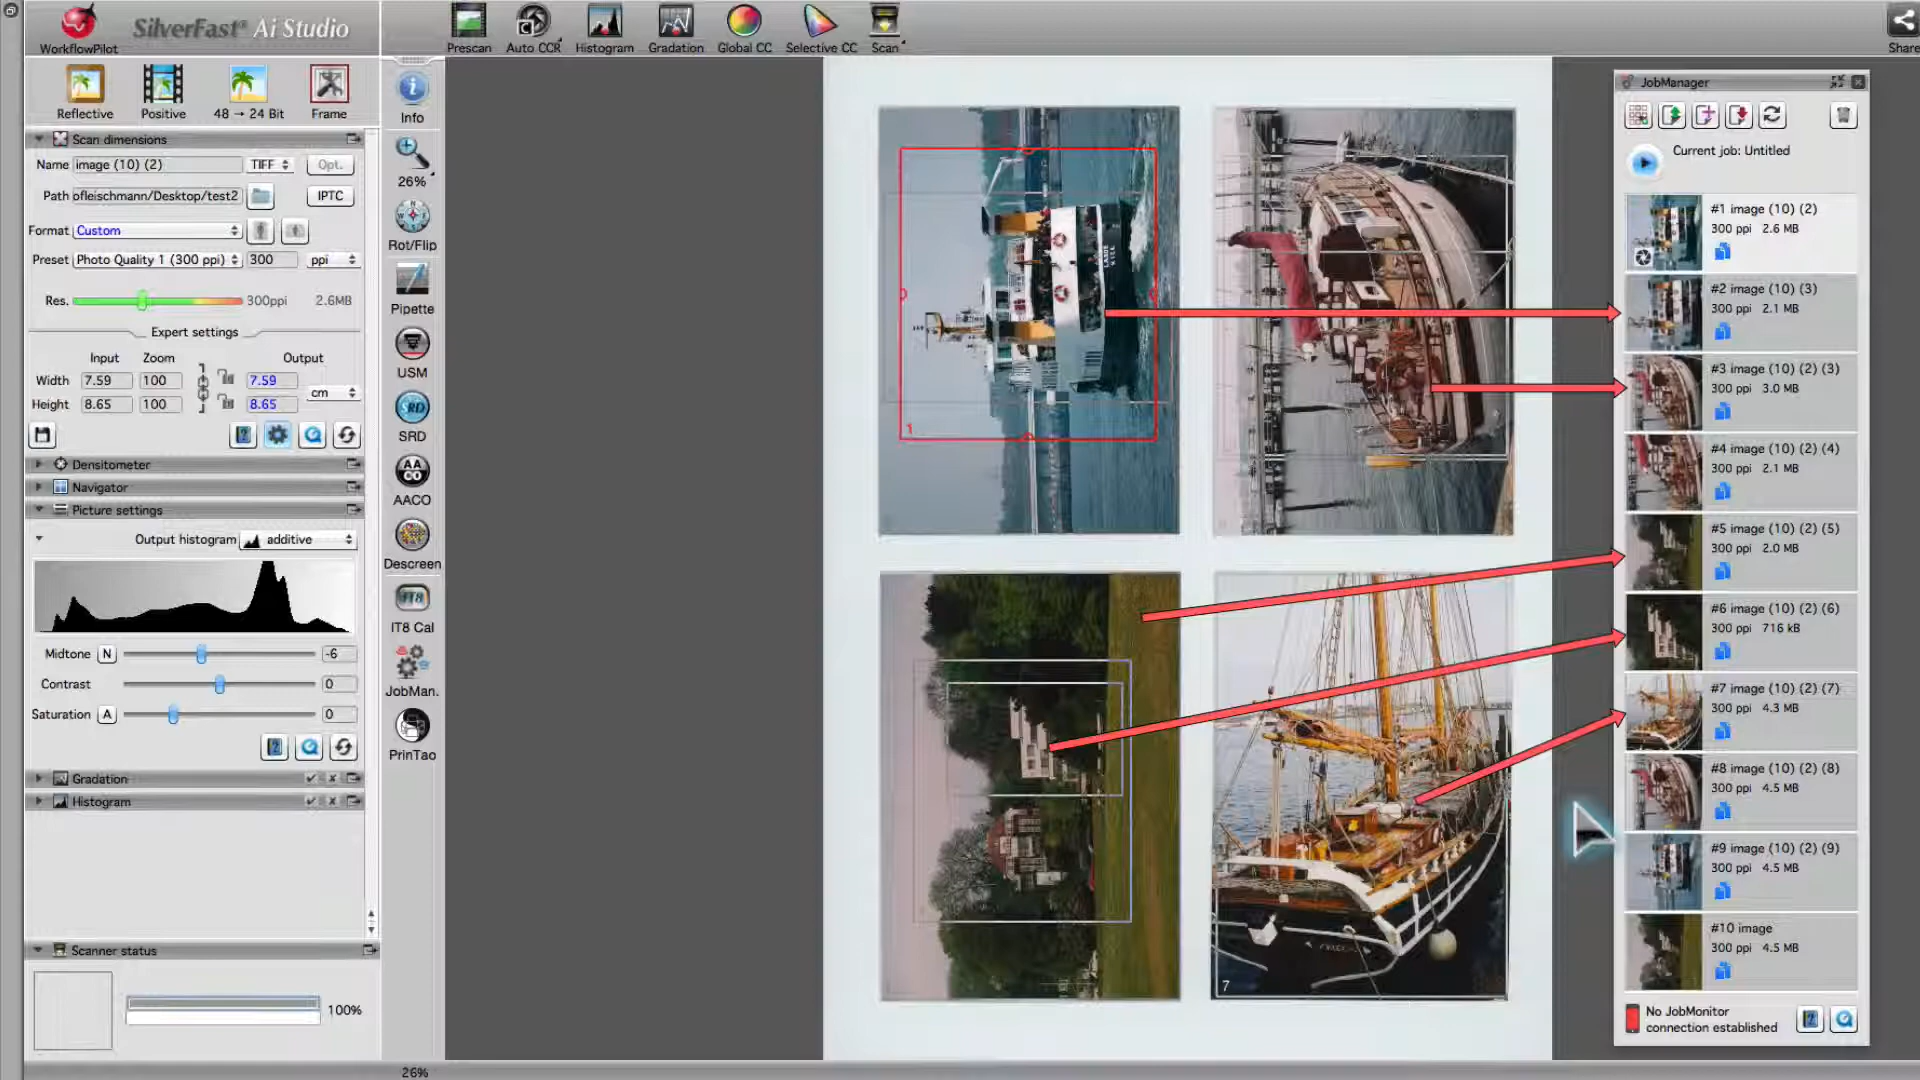 WorkflowPilot
SilverFast® Ai Studio
Prescan
Auto CCR
Histogram
Gradation
Global CC
Selective CC
Scan
Share
Reflective
Positive
48 → 24 Bit
Frame
Scan dimensions
Name image (10) (2) TIFF Opt.
Path ofleischmann/Desktop/test2 IPTC
Format Custom
Preset Photo Quality 1 (300 ppi) 300 ppi
Res. 300ppi 2.6MB
Expert settings
Input Zoom Output
Width 7.59 100 7.59
cm
Height 8.65 100 8.65
Densitometer
Navigator
Picture settings
Output histogram additive
Midtone N -6
Contrast 0
Saturation A 0
Gradation
Histogram
Scanner status
100%
Info
26%
Rot/Flip
Pipette
USM
SRD
SRD
AA
CO
AACO
Descreen
IT8
IT8 Cal
JobMan.
PrinTao
26%
1
7
JobManager
Current job: Untitled
#1 image (10) (2)
300 ppi 2.6 MB
#2 image (10) (3)
300 ppi 2.1 MB
#3 image (10) (2) (3)
300 ppi 3.0 MB
#4 image (10) (2) (4)
300 ppi 2.1 MB
#5 image (10) (2) (5)
300 ppi 2.0 MB
#6 image (10) (2) (6)
300 ppi 716 kB
#7 image (10) (2) (7)
300 ppi 4.3 MB
#8 image (10) (2) (8)
300 ppi 4.5 MB
#9 image (10) (2) (9)
300 ppi 4.5 MB
#10 image
300 ppi 4.5 MB
No JobMonitor
connection established